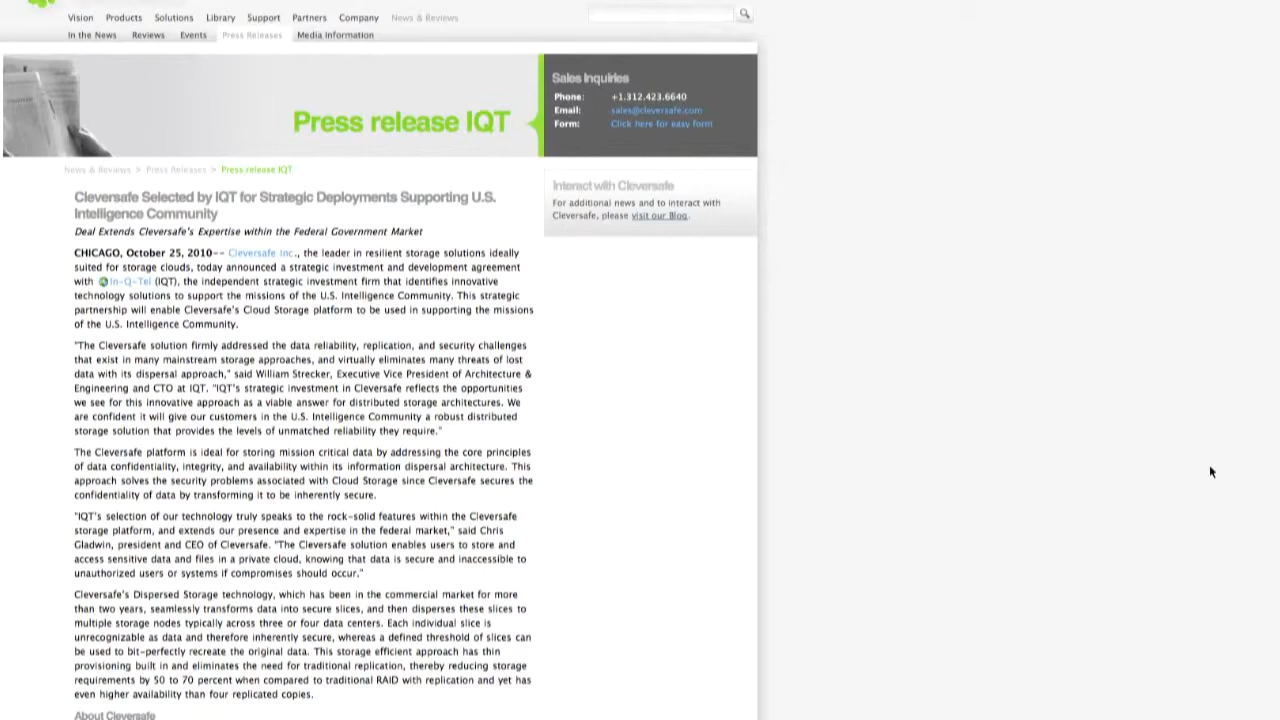 Vision Products Solutions Library Support Partners Company News & Reviews
In the News Reviews Events Press Releases Media Information
Press release IQT
Sales Inquiries
Phone: +1.312.423.6640
Email: sales@cleversafe.com
Form: Click here for easy form
News & Reviews > Press Releases > Press release IQT
Interact with Cleversafe
For additional news and to interact with
Cleversafe, please visit our Blog.
Cleversafe Selected by IQT for Strategic Deployments Supporting U.S.
Intelligence Community
Deal Extends Cleversafe's Expertise within the Federal Government Market
CHICAGO, October 25, 2010-- Cleversafe Inc., the leader in resilient storage solutions ideally
suited for storage clouds, today announced a strategic investment and development agreement
with In-Q-Tel (IQT), the independent strategic investment firm that identifies innovative
technology solutions to support the missions of the U.S. Intelligence Community. This strategic
partnership will enable Cleversafe's Cloud Storage platform to be used in supporting the missions
of the U.S. Intelligence Community.
"The Cleversafe solution firmly addressed the data reliability, replication, and security challenges
that exist in many mainstream storage approaches, and virtually eliminates many threats of lost
data with its dispersal approach," said William Strecker, Executive Vice President of Architecture &
Engineering and CTO at IQT. "IQT's strategic investment in Cleversafe reflects the opportunities
we see for this innovative approach as a viable answer for distributed storage architectures. We
are confident it will give our customers in the U.S. Intelligence Community a robust distributed
storage solution that provides the levels of unmatched reliability they require."
The Cleversafe platform is ideal for storing mission critical data by addressing the core principles
of data confidentiality, integrity, and availability within its information dispersal architecture. This
approach solves the security problems associated with Cloud Storage since Cleversafe secures the
confidentiality of data by transforming it to be inherently secure.
"IQT's selection of our technology truly speaks to the rock-solid features within the Cleversafe
storage platform, and extends our presence and expertise in the federal market," said Chris
Gladwin, president and CEO of Cleversafe. "The Cleversafe solution enables users to store and
access sensitive data and files in a private cloud, knowing that data is secure and inaccessible to
unauthorized users or systems if compromises should occur."
Cleversafe's Dispersed Storage technology, which has been in the commercial market for more
than two years, seamlessly transforms data into secure slices, and then disperses these slices to
multiple storage nodes typically across three or four data centers. Each individual slice is
unrecognizable as data and therefore inherently secure, whereas a defined threshold of slices can
be used to bit-perfectly recreate the original data. This storage efficient approach has thin
provisioning built in and eliminates the need for traditional replication, thereby reducing storage
requirements by 50 to 70 percent when compared to traditional RAID with replication and yet has
even higher availability than four replicated copies.
About Cleversafe